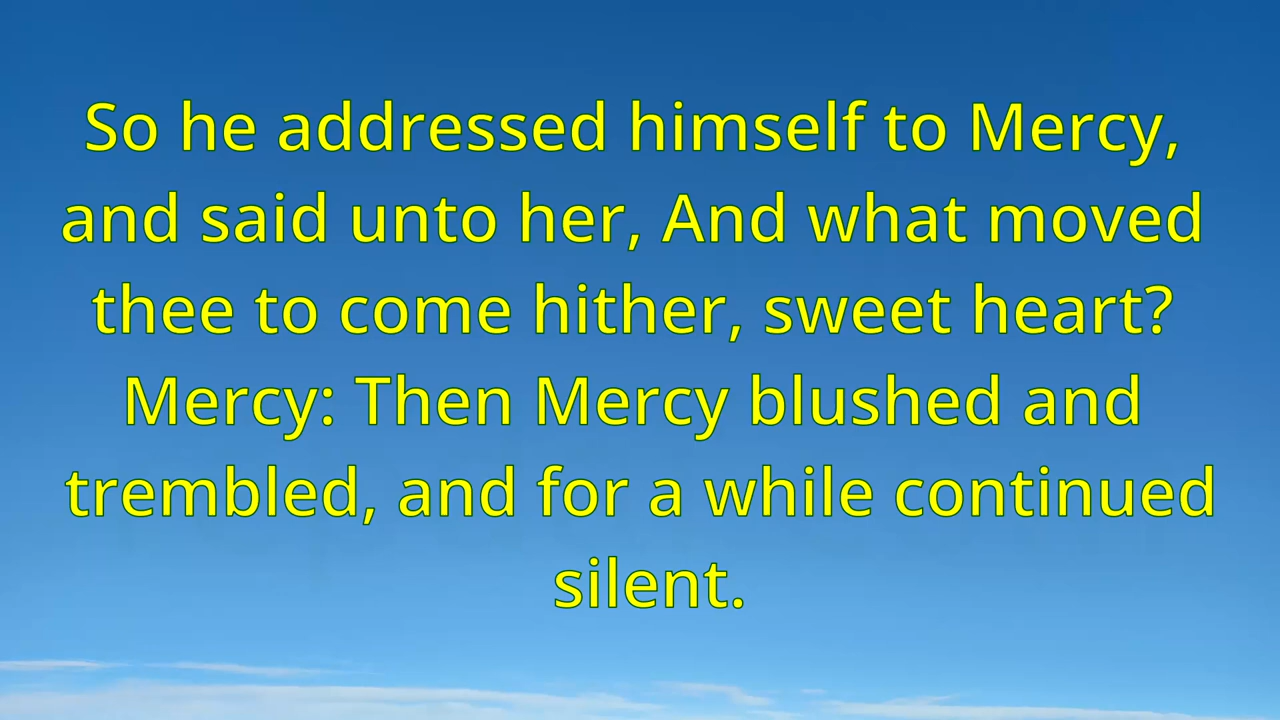 So he addressed himself to Mercy,
and said unto her, And what moved
thee to come hither, sweet heart?
Mercy: Then Mercy blushed and
trembled, and for a while continued
silent.